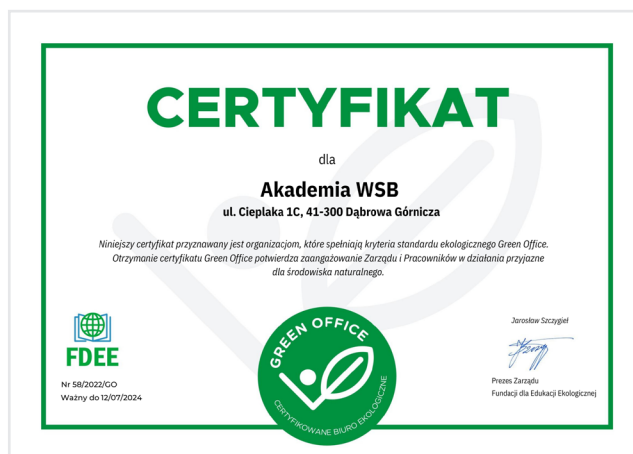 CERTYFIKAT
dla
Akademia WSB
ul. Cieplaka 1C, 41-300 Dąbrowa Górnicza
Niniejszy certyfikat przyznawany jest organizacjom, które spełniają kryteria standardu ekologicznego Green Office.
Otrzymanie certyfikatu Green Office potwierdza zaangażowanie Zarządu i Pracowników w działania przyjazne
dla środowiska naturalnego.
FDEE
Nr 58/2022/GO
Ważny do 12/07/2024
GREEN OFFICE
CERTYFIKOWANE BIURO EKOLOGICZNE
Jarosław Szczygieł
Prezes Zarządu
Fundacji dla Edukacji Ekologicznej